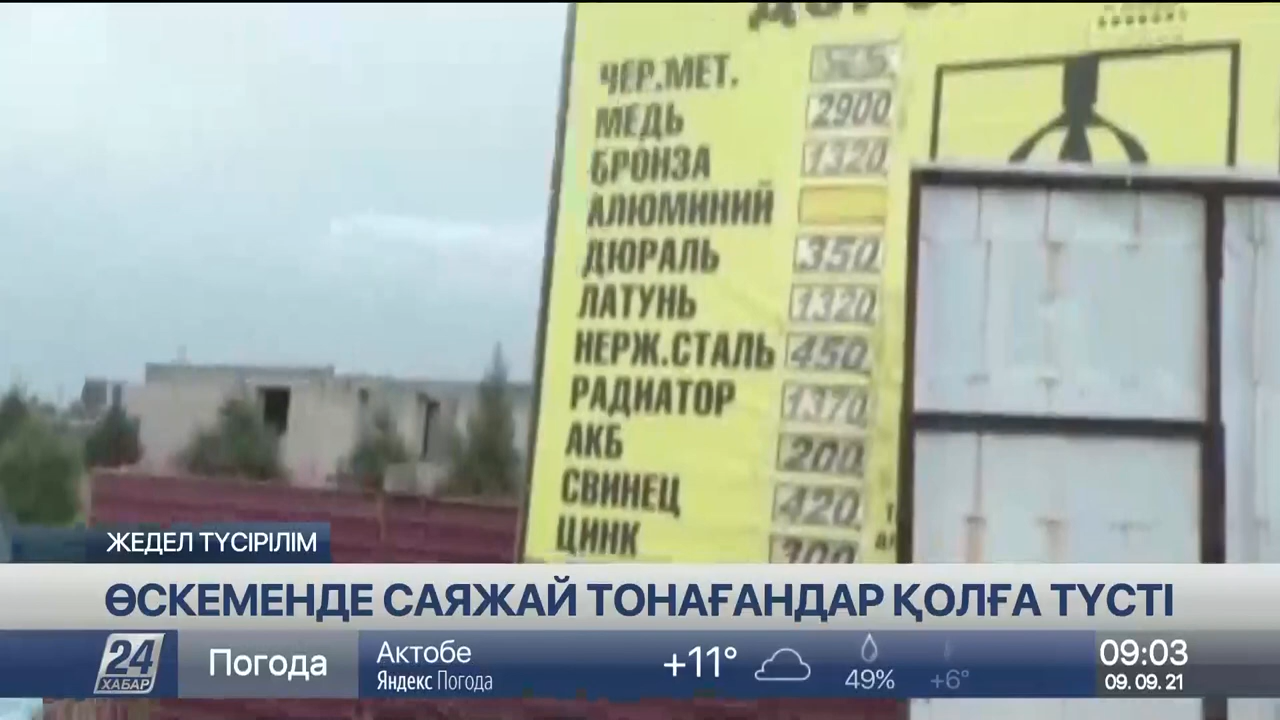 ЧЕР.МЕТ.
МЕДЬ 2900
БРОНЗА 1320
АЛЮМИНИЙ
ДЮРАЛЬ 350
ЛАТУНЬ 1320
НЕРЖ.СТАЛЬ 450
РАДИАТОР 1370
АКБ 200
СВИНЕЦ 420
ЦИНК 300
ЖЕДЕЛ ТҮСІРІЛІМ
ӨСКЕМЕНДЕ САЯЖАЙ ТОНАҒАНДАР ҚОЛҒА ТҮСТІ
24 ХАБАР
Погода
Актобе
Яндекс Погода
+11°
49%
+6°
09:03
09.09.21